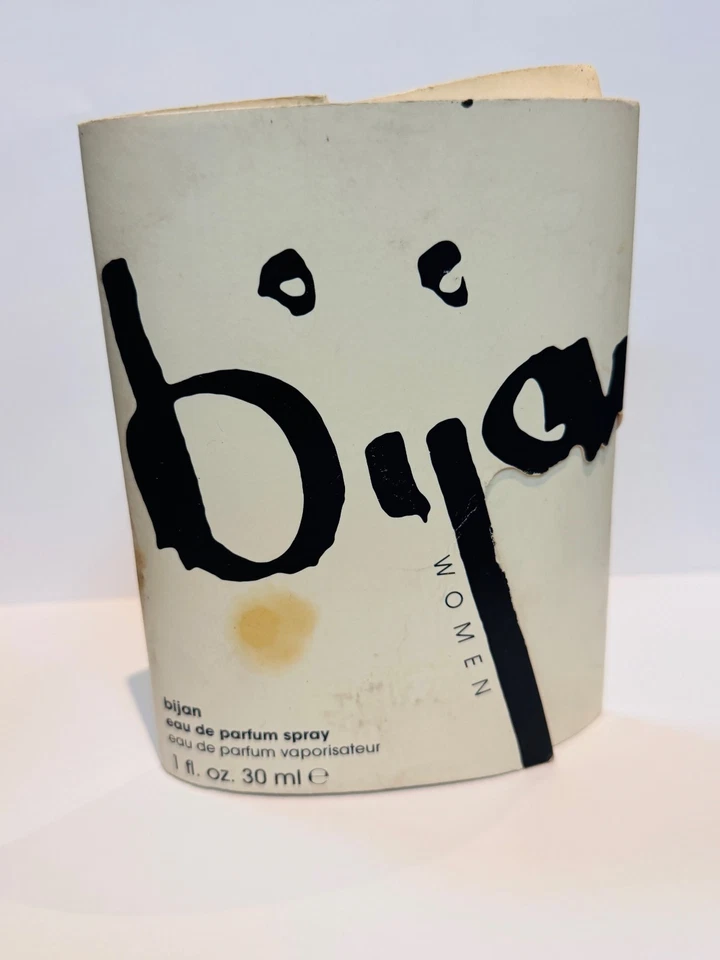 bijan
WOMEN
bijan
eau de parfum spray
eau de parfum vaporisateur
1 fl. oz. 30 ml ℮